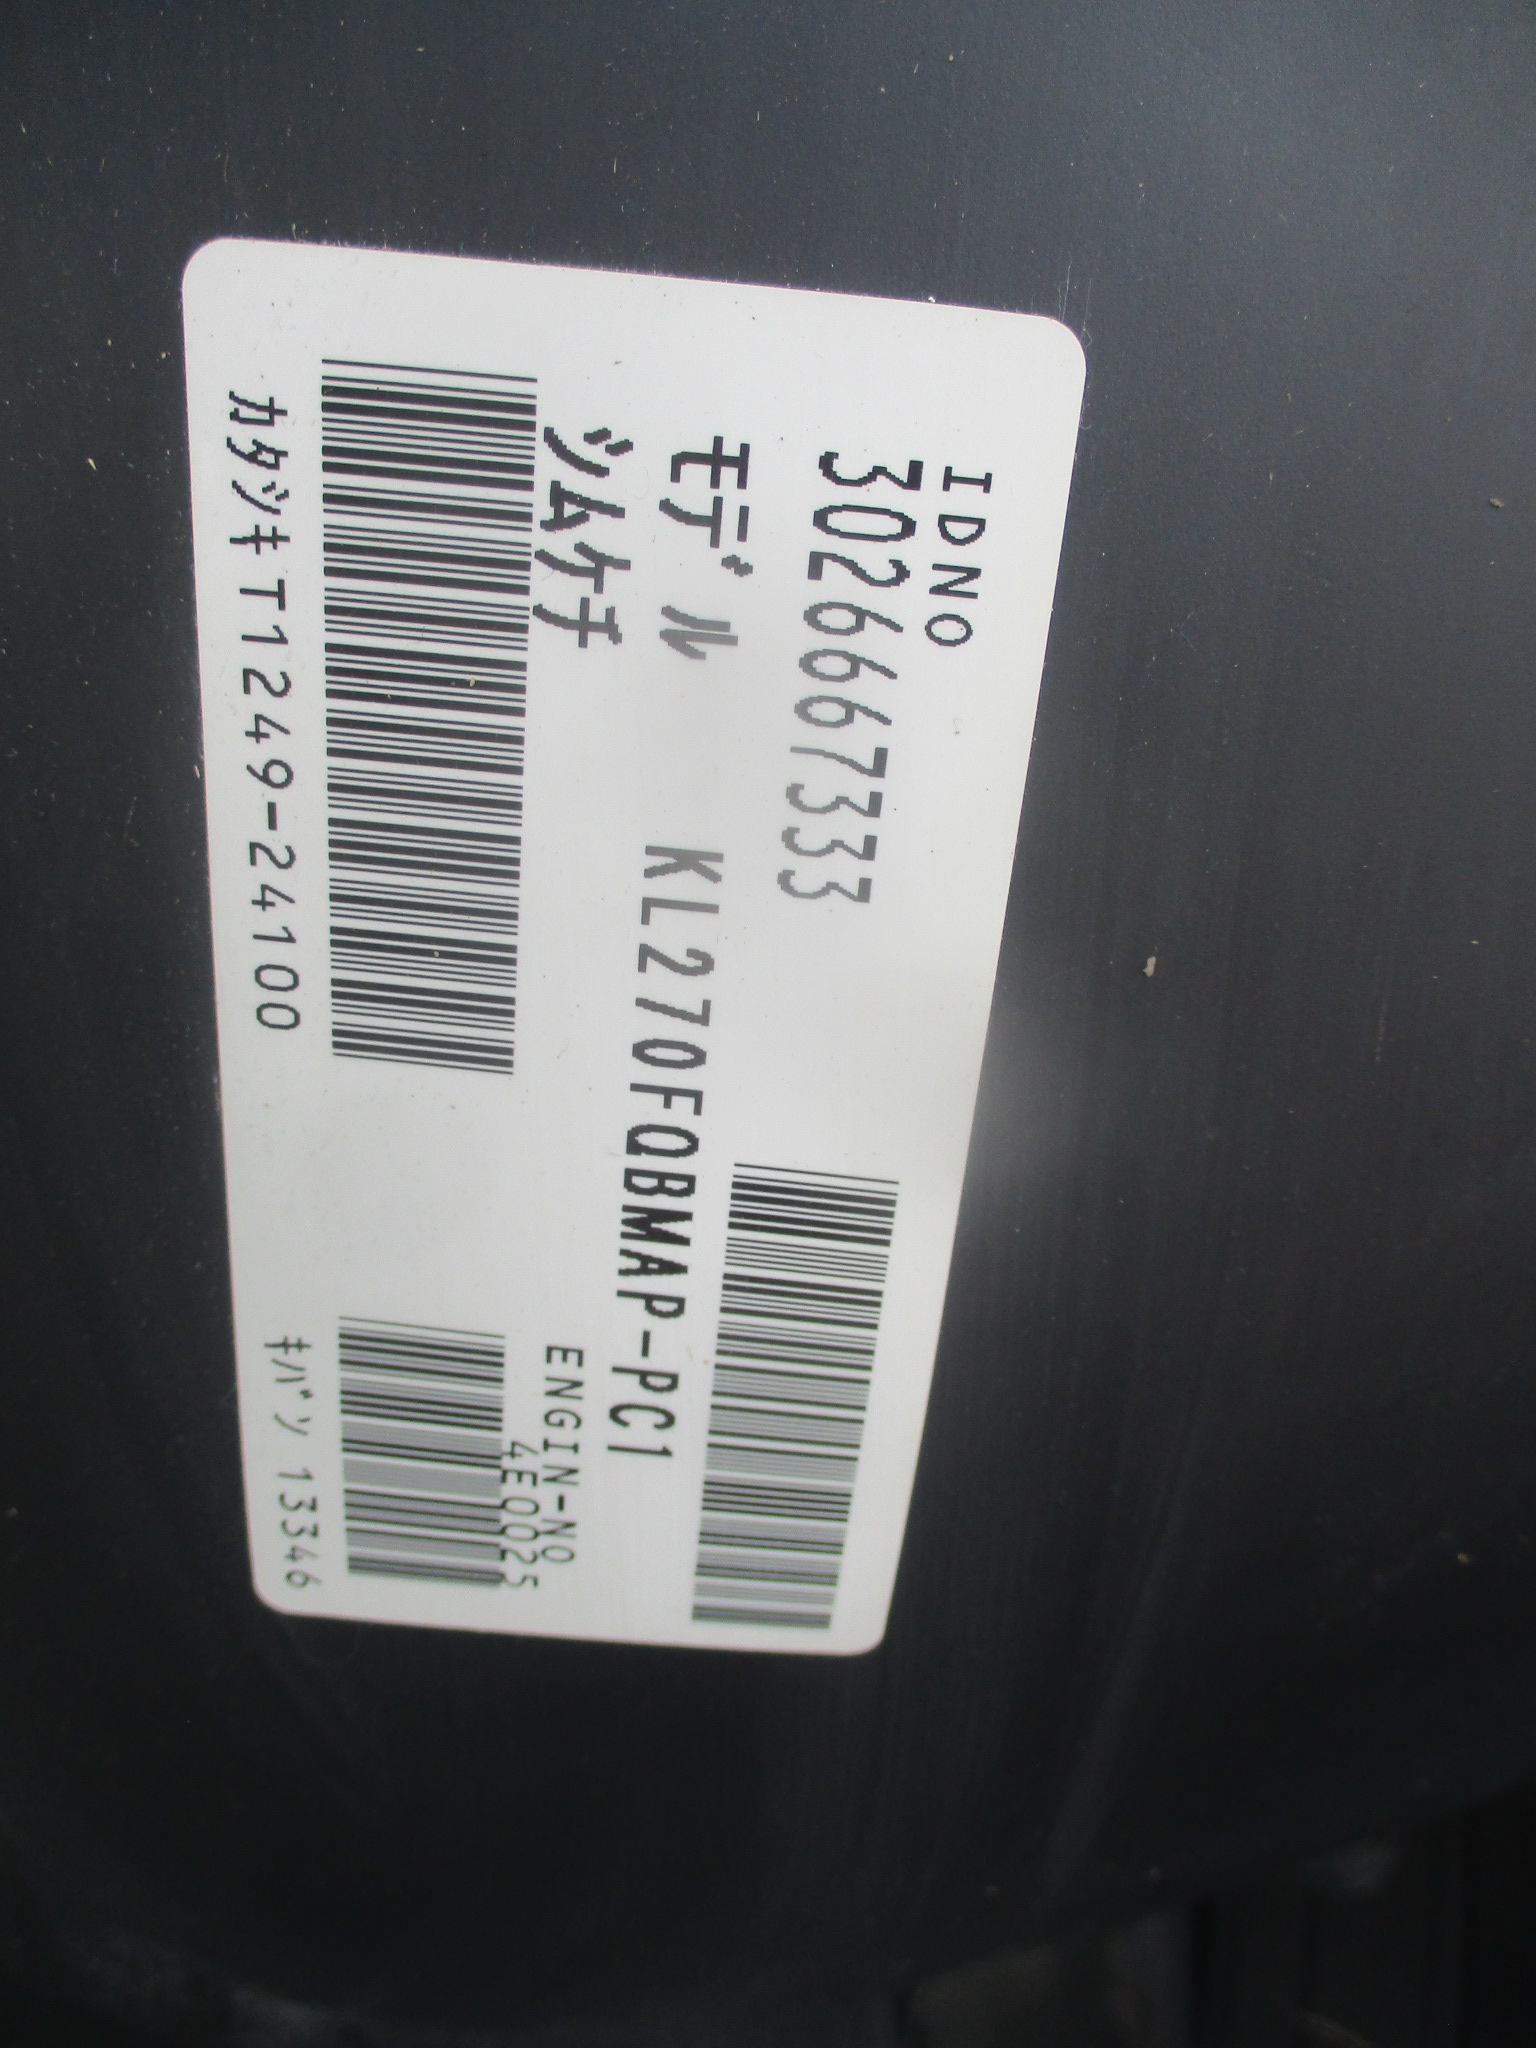 IDNO
3026667333
モデル KL270FQBMAP-PC1
ツムケチ
ENGIN-NO
4E0025
カタシキT1249-24100
キバン 13346